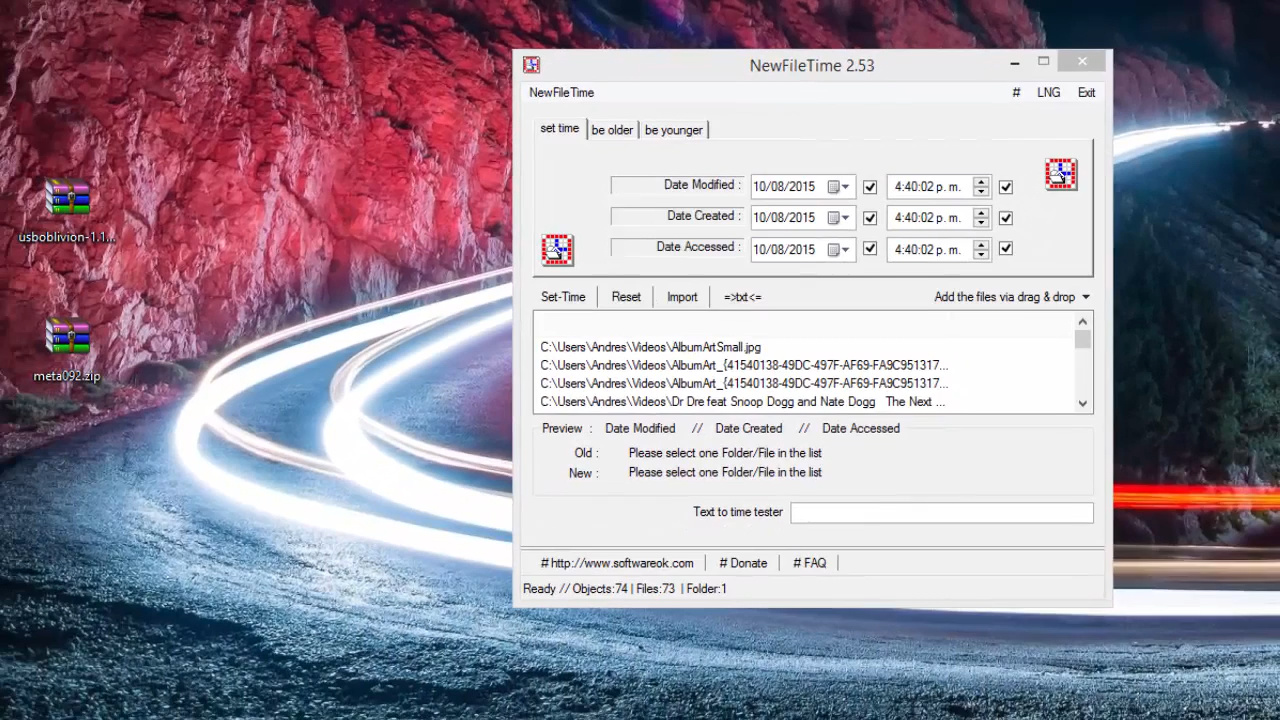 NewFileTime 2.53
NewFileTime # LNG Exit
set time be older be younger
Date Modified : 10/08/2015 4:40:02 p. m.
Date Created : 10/08/2015 4:40:02 p. m.
Date Accessed : 10/08/2015 4:40:02 p. m.
Set-Time Reset Import =>txt<= Add the files via drag & drop
C:\Users\Andres\Videos\AlbumArtSmall.jpg
C:\Users\Andres\Videos\AlbumArt_{41540138-49DC-497F-AF69-FA9C951317...
C:\Users\Andres\Videos\AlbumArt_{41540138-49DC-497F-AF69-FA9C951317...
C:\Users\Andres\Videos\Dr Dre feat Snoop Dogg and Nate Dogg The Next ...
Preview : Date Modified // Date Created // Date Accessed
Old : Please select one Folder/File in the list
New : Please select one Folder/File in the list
Text to time tester
# http://www.softwareok.com # Donate # FAQ
Ready // Objects:74 | Files:73 | Folder:1
usboblivion-1.1...
meta092.zip